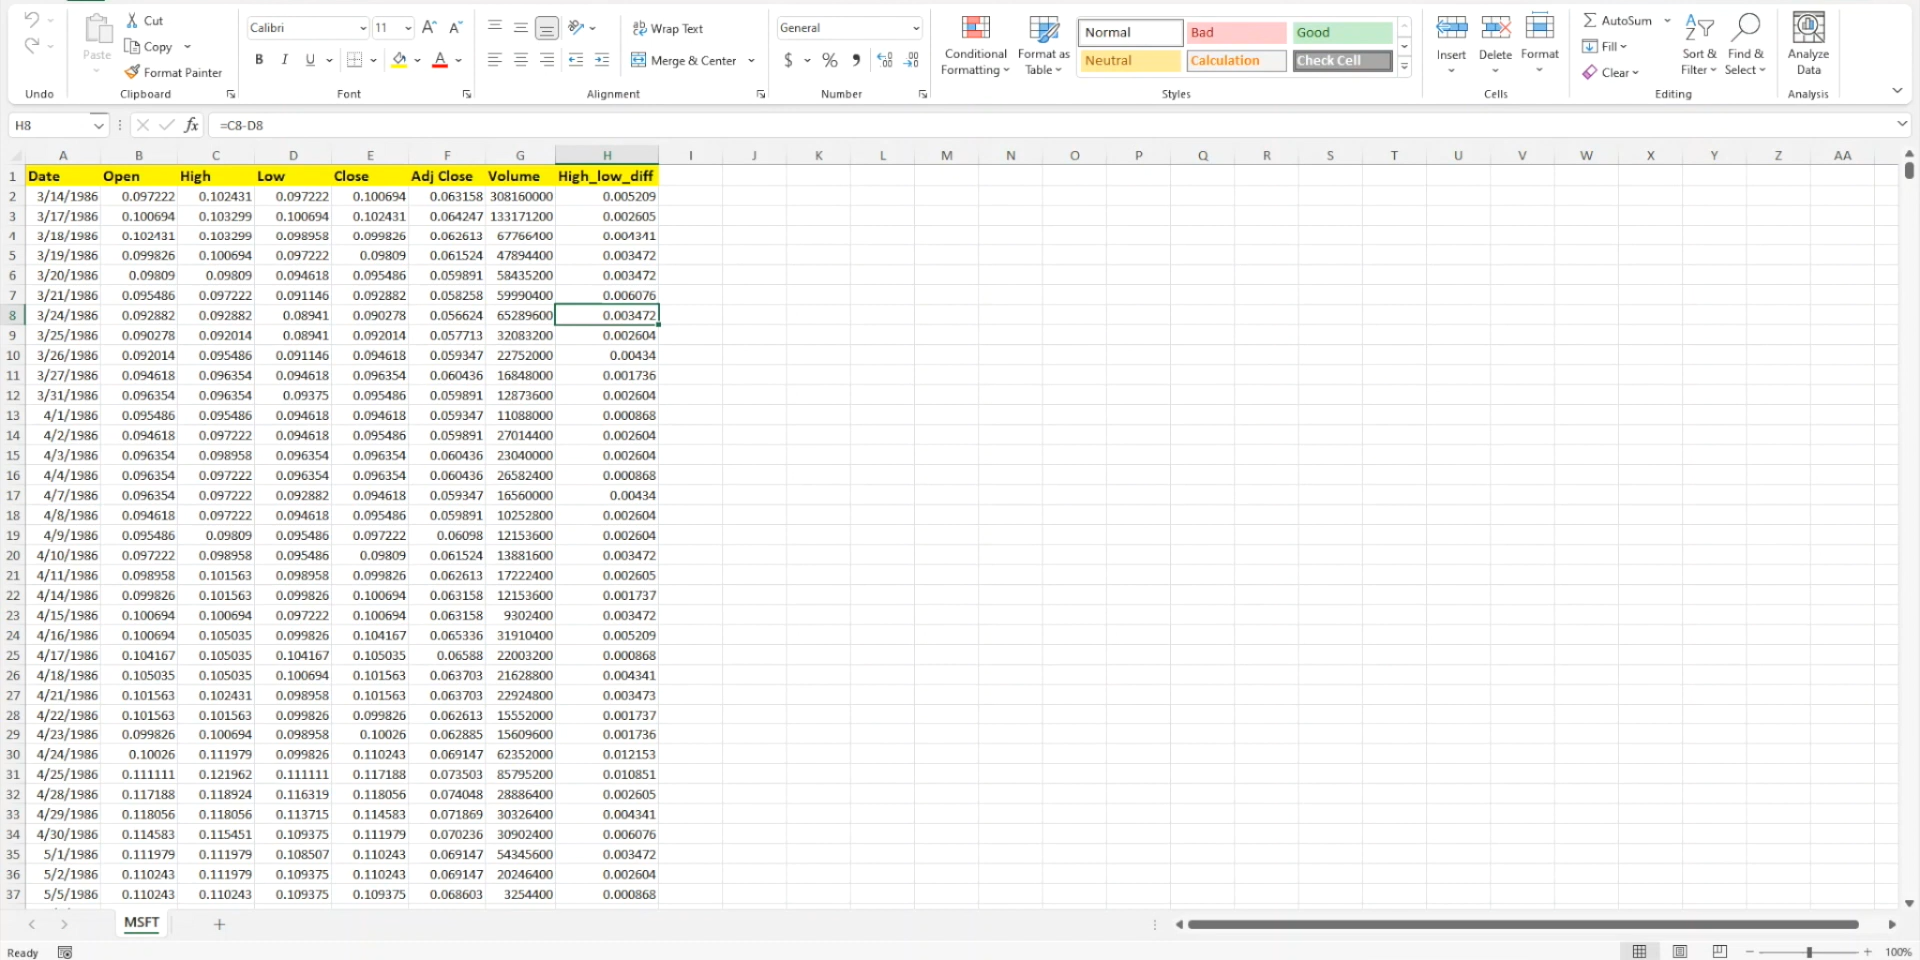 Cut
Copy
Paste
Format Painter
Undo
Clipboard
Calibri 11 A A
B I U A
Font
ab Wrap Text
Merge & Center
Alignment
General
$ % 9
Number
Conditional Formatting
Format as Table
Normal Bad Good
Neutral Calculation Check Cell
Styles
Insert Delete Format
Cells
AutoSum
Fill
Clear
Sort & Filter
Find & Select
Editing
Analyze Data
Analysis
H8 fx =C8-D8
A B C D E F G H I J K L M N O P Q R S T U V W X Y Z AA
1 Date Open High Low Close Adj Close Volume High_low_diff
2 3/14/1986 0.097222 0.102431 0.097222 0.100694 0.063158 308160000 0.005209
3 3/17/1986 0.100694 0.103299 0.100694 0.102431 0.064247 133171200 0.002605
4 3/18/1986 0.102431 0.103299 0.098958 0.099826 0.062613 67766400 0.004341
5 3/19/1986 0.099826 0.100694 0.097222 0.09809 0.061524 47894400 0.003472
6 3/20/1986 0.09809 0.09809 0.094618 0.095486 0.059891 58435200 0.003472
7 3/21/1986 0.095486 0.097222 0.091146 0.092882 0.058258 59990400 0.006076
8 3/24/1986 0.092882 0.092882 0.08941 0.090278 0.056624 65289600 0.003472
9 3/25/1986 0.090278 0.092014 0.08941 0.092014 0.057713 32083200 0.002604
10 3/26/1986 0.092014 0.095486 0.091146 0.094618 0.059347 22752000 0.00434
11 3/27/1986 0.094618 0.096354 0.094618 0.096354 0.060436 16848000 0.001736
12 3/31/1986 0.096354 0.096354 0.09375 0.095486 0.059891 12873600 0.002604
13 4/1/1986 0.095486 0.095486 0.094618 0.094618 0.059347 11088000 0.000868
14 4/2/1986 0.094618 0.097222 0.094618 0.095486 0.059891 27014400 0.002604
15 4/3/1986 0.096354 0.098958 0.096354 0.096354 0.060436 23040000 0.002604
16 4/4/1986 0.096354 0.097222 0.096354 0.096354 0.060436 26582400 0.000868
17 4/7/1986 0.096354 0.097222 0.092882 0.094618 0.059347 16560000 0.00434
18 4/8/1986 0.094618 0.097222 0.094618 0.095486 0.059891 10252800 0.002604
19 4/9/1986 0.095486 0.09809 0.095486 0.097222 0.06098 12153600 0.002604
20 4/10/1986 0.097222 0.098958 0.095486 0.09809 0.061524 13881600 0.003472
21 4/11/1986 0.098958 0.101563 0.098958 0.099826 0.062613 17222400 0.002605
22 4/14/1986 0.099826 0.101563 0.099826 0.100694 0.063158 12153600 0.001737
23 4/15/1986 0.100694 0.100694 0.097222 0.100694 0.063158 9302400 0.003472
24 4/16/1986 0.100694 0.105035 0.099826 0.104167 0.065336 31910400 0.005209
25 4/17/1986 0.104167 0.105035 0.104167 0.105035 0.06588 22003200 0.000868
26 4/18/1986 0.105035 0.105035 0.100694 0.101563 0.063703 21628800 0.004341
27 4/21/1986 0.101563 0.102431 0.098958 0.101563 0.063703 22924800 0.003473
28 4/22/1986 0.101563 0.101563 0.099826 0.099826 0.062613 15552000 0.001737
29 4/23/1986 0.099826 0.100694 0.098958 0.10026 0.062885 15609600 0.001736
30 4/24/1986 0.10026 0.111979 0.099826 0.110243 0.069147 62352000 0.012153
31 4/25/1986 0.111111 0.121962 0.111111 0.117188 0.073503 85795200 0.010851
32 4/28/1986 0.117188 0.118924 0.116319 0.118056 0.074048 28886400 0.002605
33 4/29/1986 0.118056 0.118056 0.113715 0.114583 0.071869 30326400 0.004341
34 4/30/1986 0.114583 0.115451 0.109375 0.111979 0.070236 30902400 0.006076
35 5/1/1986 0.111979 0.111979 0.108507 0.110243 0.069147 54345600 0.003472
36 5/2/1986 0.110243 0.111979 0.109375 0.110243 0.069147 20246400 0.002604
37 5/5/1986 0.110243 0.110243 0.109375 0.109375 0.068603 3254400 0.000868
MSFT
Ready
100%